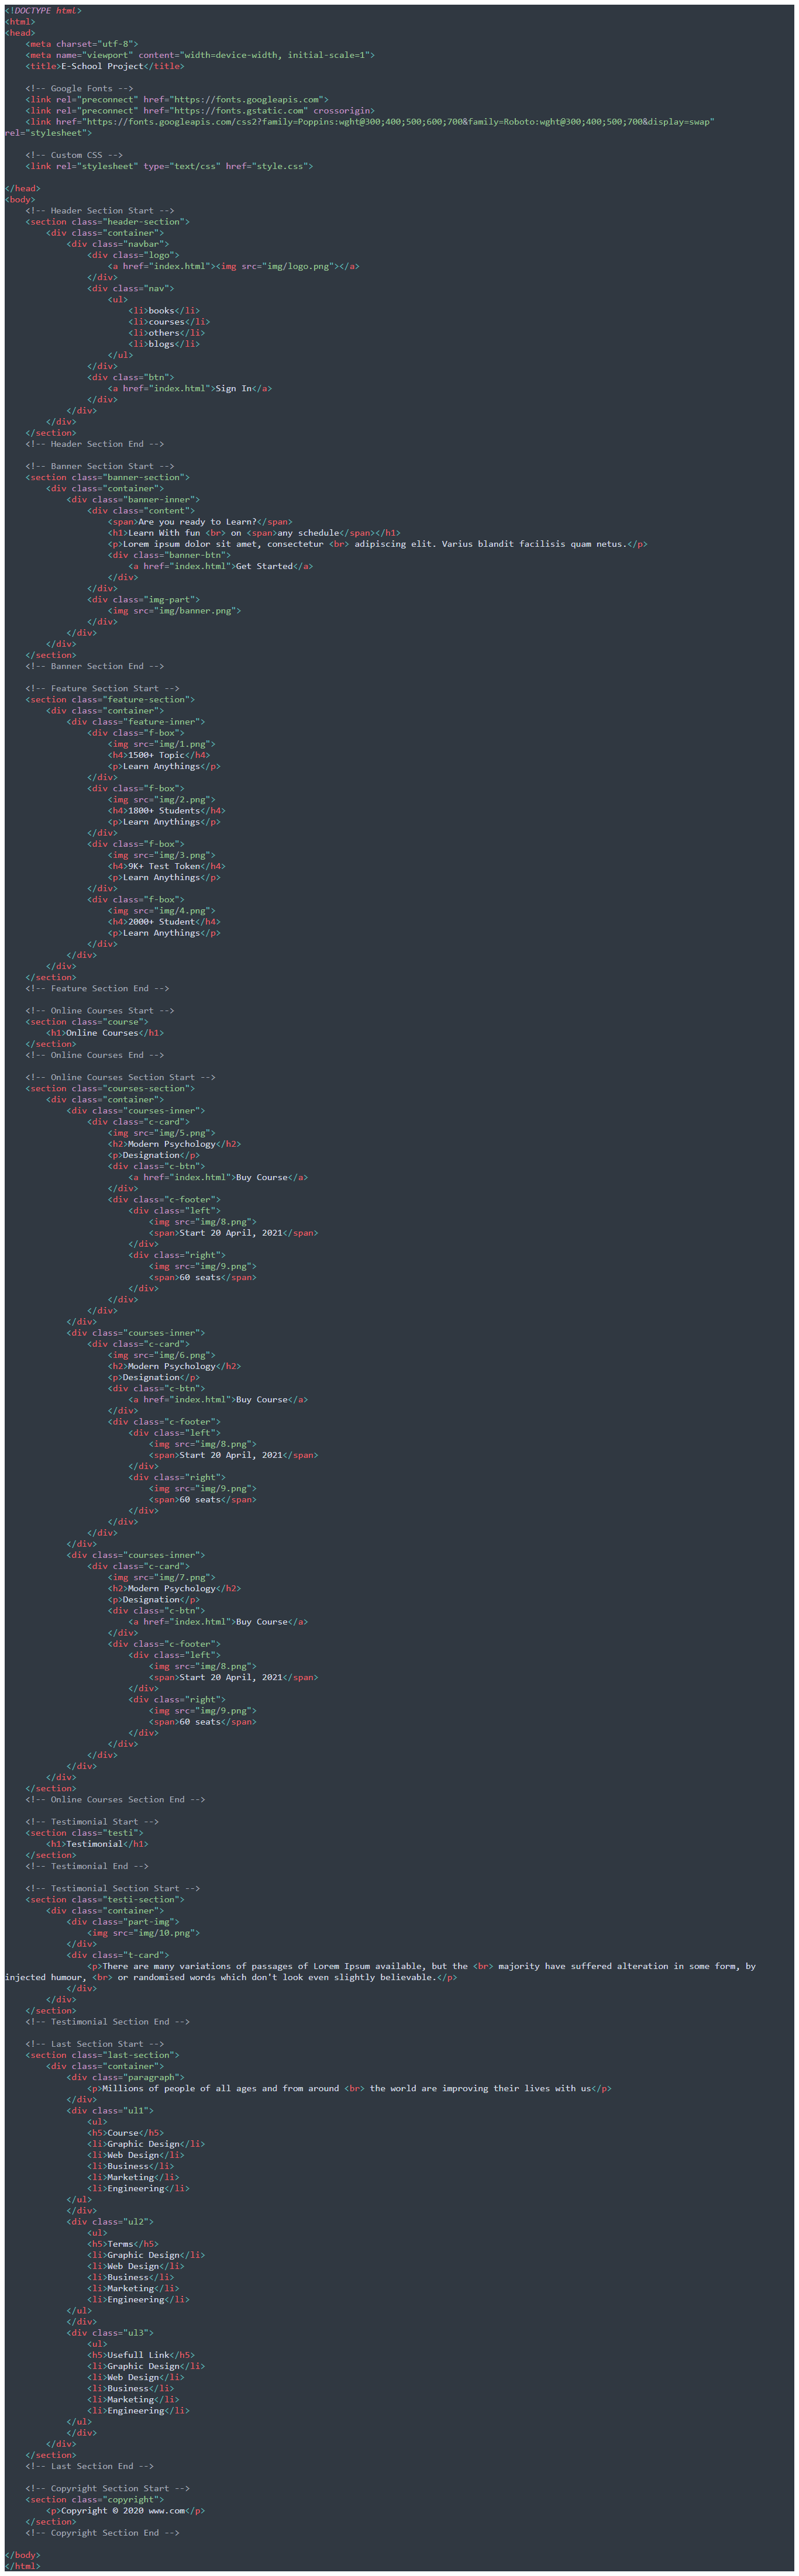 <!DOCTYPE html>
<html>
<head>
    <meta charset="utf-8">
    <meta name="viewport" content="width=device-width, initial-scale=1">
    <title>E-School Project</title>

    <!-- Google Fonts -->
    <link rel="preconnect" href="https://fonts.googleapis.com">
    <link rel="preconnect" href="https://fonts.gstatic.com" crossorigin>
    <link href="https://fonts.googleapis.com/css2?family=Poppins:wght@300;400;500;600;700&family=Roboto:wght@300;400;500;700&display=swap"
rel="stylesheet">

    <!-- Custom CSS -->
    <link rel="stylesheet" type="text/css" href="style.css">

</head>
<body>
    <!-- Header Section Start -->
    <section class="header-section">
        <div class="container">
            <div class="navbar">
                <div class="logo">
                    <a href="index.html"><img src="img/logo.png"></a>
                </div>
                <div class="nav">
                    <ul>
                        <li>books</li>
                        <li>courses</li>
                        <li>others</li>
                        <li>blogs</li>
                    </ul>
                </div>
                <div class="btn">
                    <a href="index.html">Sign In</a>
                </div>
            </div>
        </div>
    </section>
    <!-- Header Section End -->

    <!-- Banner Section Start -->
    <section class="banner-section">
        <div class="container">
            <div class="banner-inner">
                <div class="content">
                    <span>Are you ready to Learn?</span>
                    <h1>Learn With fun <br> on <span>any schedule</span></h1>
                    <p>Lorem ipsum dolor sit amet, consectetur <br> adipiscing elit. Varius blandit facilisis quam netus.</p>
                    <div class="banner-btn">
                        <a href="index.html">Get Started</a>
                    </div>
                </div>
                <div class="img-part">
                    <img src="img/banner.png">
                </div>
            </div>
        </div>
    </section>
    <!-- Banner Section End -->

    <!-- Feature Section Start -->
    <section class="feature-section">
        <div class="container">
            <div class="feature-inner">
                <div class="f-box">
                    <img src="img/1.png">
                    <h4>1500+ Topic</h4>
                    <p>Learn Anythings</p>
                </div>
                <div class="f-box">
                    <img src="img/2.png">
                    <h4>1800+ Students</h4>
                    <p>Learn Anythings</p>
                </div>
                <div class="f-box">
                    <img src="img/3.png">
                    <h4>9K+ Test Token</h4>
                    <p>Learn Anythings</p>
                </div>
                <div class="f-box">
                    <img src="img/4.png">
                    <h4>2000+ Student</h4>
                    <p>Learn Anythings</p>
                </div>
            </div>
        </div>
    </section>
    <!-- Feature Section End -->

    <!-- Online Courses Start -->
    <section class="course">
        <h1>Online Courses</h1>
    </section>
    <!-- Online Courses End -->

    <!-- Online Courses Section Start -->
    <section class="courses-section">
        <div class="container">
            <div class="courses-inner">
                <div class="c-card">
                    <img src="img/5.png">
                    <h2>Modern Psychology</h2>
                    <p>Designation</p>
                    <div class="c-btn">
                        <a href="index.html">Buy Course</a>
                    </div>
                    <div class="c-footer">
                        <div class="left">
                            <img src="img/8.png">
                            <span>Start 20 April, 2021</span>
                        </div>
                        <div class="right">
                            <img src="img/9.png">
                            <span>60 seats</span>
                        </div>
                    </div>
                </div>
            </div>
            <div class="courses-inner">
                <div class="c-card">
                    <img src="img/6.png">
                    <h2>Modern Psychology</h2>
                    <p>Designation</p>
                    <div class="c-btn">
                        <a href="index.html">Buy Course</a>
                    </div>
                    <div class="c-footer">
                        <div class="left">
                            <img src="img/8.png">
                            <span>Start 20 April, 2021</span>
                        </div>
                        <div class="right">
                            <img src="img/9.png">
                            <span>60 seats</span>
                        </div>
                    </div>
                </div>
            </div>
            <div class="courses-inner">
                <div class="c-card">
                    <img src="img/7.png">
                    <h2>Modern Psychology</h2>
                    <p>Designation</p>
                    <div class="c-btn">
                        <a href="index.html">Buy Course</a>
                    </div>
                    <div class="c-footer">
                        <div class="left">
                            <img src="img/8.png">
                            <span>Start 20 April, 2021</span>
                        </div>
                        <div class="right">
                            <img src="img/9.png">
                            <span>60 seats</span>
                        </div>
                    </div>
                </div>
            </div>
        </div>
    </section>
    <!-- Online Courses Section End -->

    <!-- Testimonial Start -->
    <section class="testi">
        <h1>Testimonial</h1>
    </section>
    <!-- Testimonial End -->

    <!-- Testimonial Section Start -->
    <section class="testi-section">
        <div class="container">
            <div class="part-img">
                <img src="img/10.png">
            </div>
            <div class="t-card">
                <p>There are many variations of passages of Lorem Ipsum available, but the <br> majority have suffered alteration in some form, by
injected humour, <br> or randomised words which don't look even slightly believable.</p>
            </div>
        </div>
    </section>
    <!-- Testimonial Section End -->

    <!-- Last Section Start -->
    <section class="last-section">
        <div class="container">
            <div class="paragraph">
                <p>Millions of people of all ages and from around <br> the world are improving their lives with us</p>
            </div>
            <div class="ul1">
                <ul>
                <h5>Course</h5>
                <li>Graphic Design</li>
                <li>Web Design</li>
                <li>Business</li>
                <li>Marketing</li>
                <li>Engineering</li>
            </ul>
            </div>
            <div class="ul2">
                <ul>
                <h5>Terms</h5>
                <li>Graphic Design</li>
                <li>Web Design</li>
                <li>Business</li>
                <li>Marketing</li>
                <li>Engineering</li>
            </ul>
            </div>
            <div class="ul3">
                <ul>
                <h5>Usefull Link</h5>
                <li>Graphic Design</li>
                <li>Web Design</li>
                <li>Business</li>
                <li>Marketing</li>
                <li>Engineering</li>
            </ul>
            </div>
        </div>
    </section>
    <!-- Last Section End -->

    <!-- Copyright Section Start -->
    <section class="copyright">
        <p>Copyright © 2020 www.com</p>
    </section>
    <!-- Copyright Section End -->

</body>
</html>